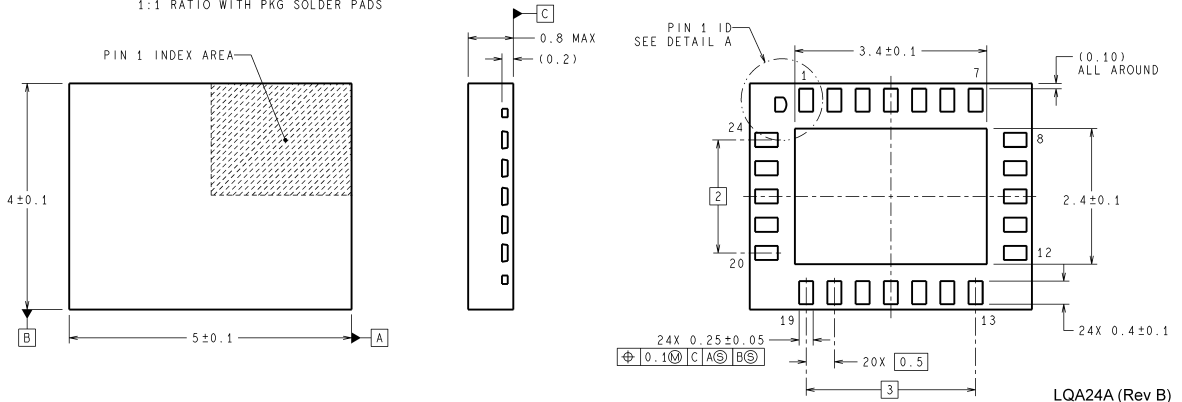 1:1 RATIO WITH PKG SOLDER PADS
PIN 1 INDEX AREA
4±0.1
B
5±0.1
A
C
0.8 MAX
(0.2)
PIN 1 ID
SEE DETAIL A
3.4±0.1
(0.10)
ALL AROUND
1
7
24
8
2
2.4±0.1
20
12
19
13
24X 0.25±0.05
⌖ 0.1Ⓜ C AⓈ BⓈ
20X 0.5
24X 0.4±0.1
3
LQA24A (Rev B)